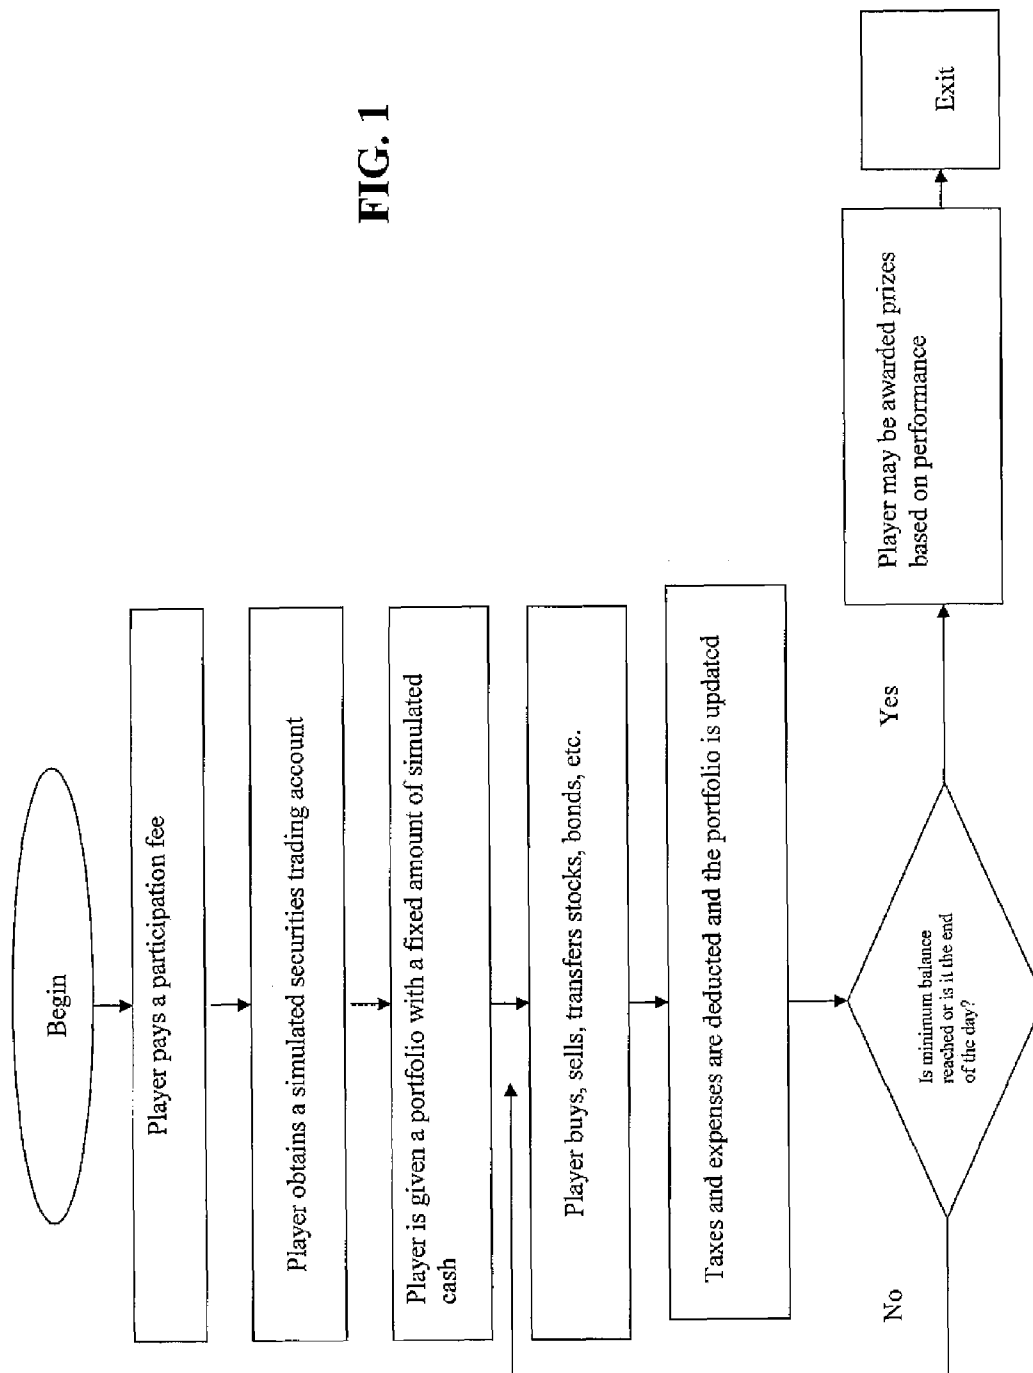 Begin
Player pays a participation fee
Player obtains a simulated securities trading account
Player is given a portfolio with a fixed amount of simulated
cash
Player buys, sells, transfers stocks, bonds, etc.
Taxes and expenses are deducted and the portfolio is updated
Is minimum balance
reached or is it the end
of the day?
No
Yes
Player may be awarded prizes
based on performance
Exit
FIG. 1